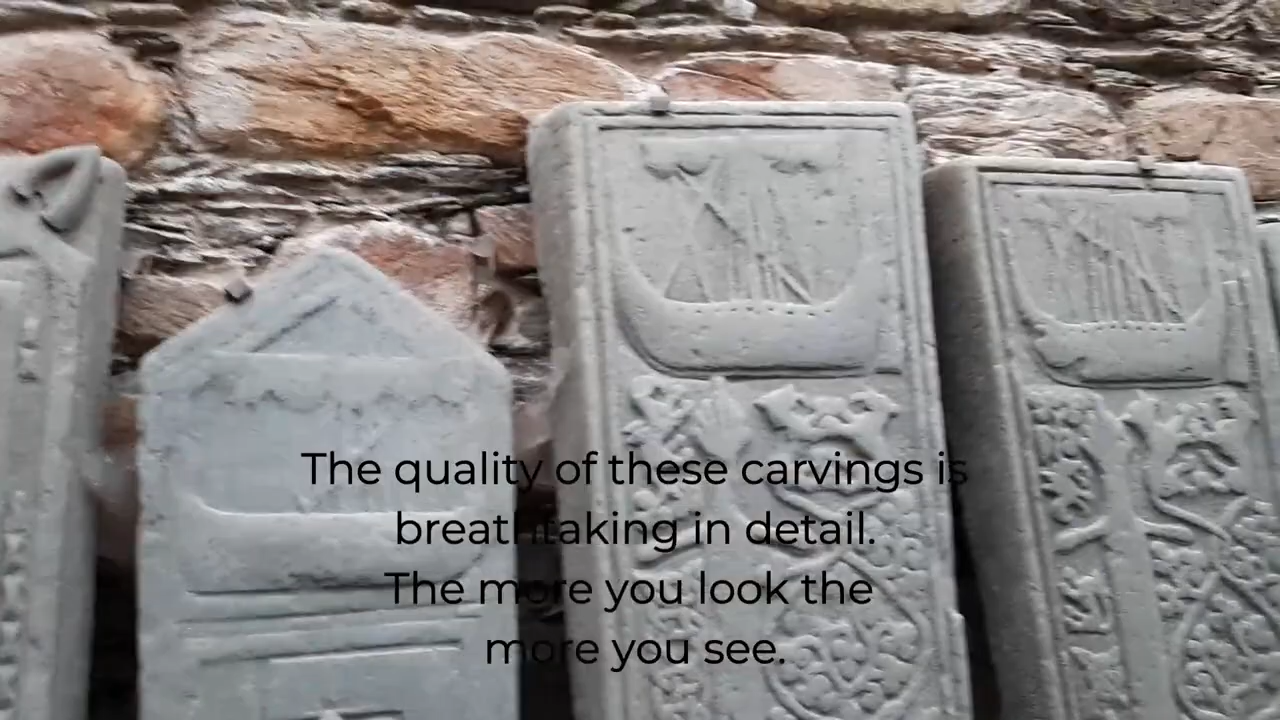 The quality of these carvings is
breathtaking in detail.
The more you look the
more you see.